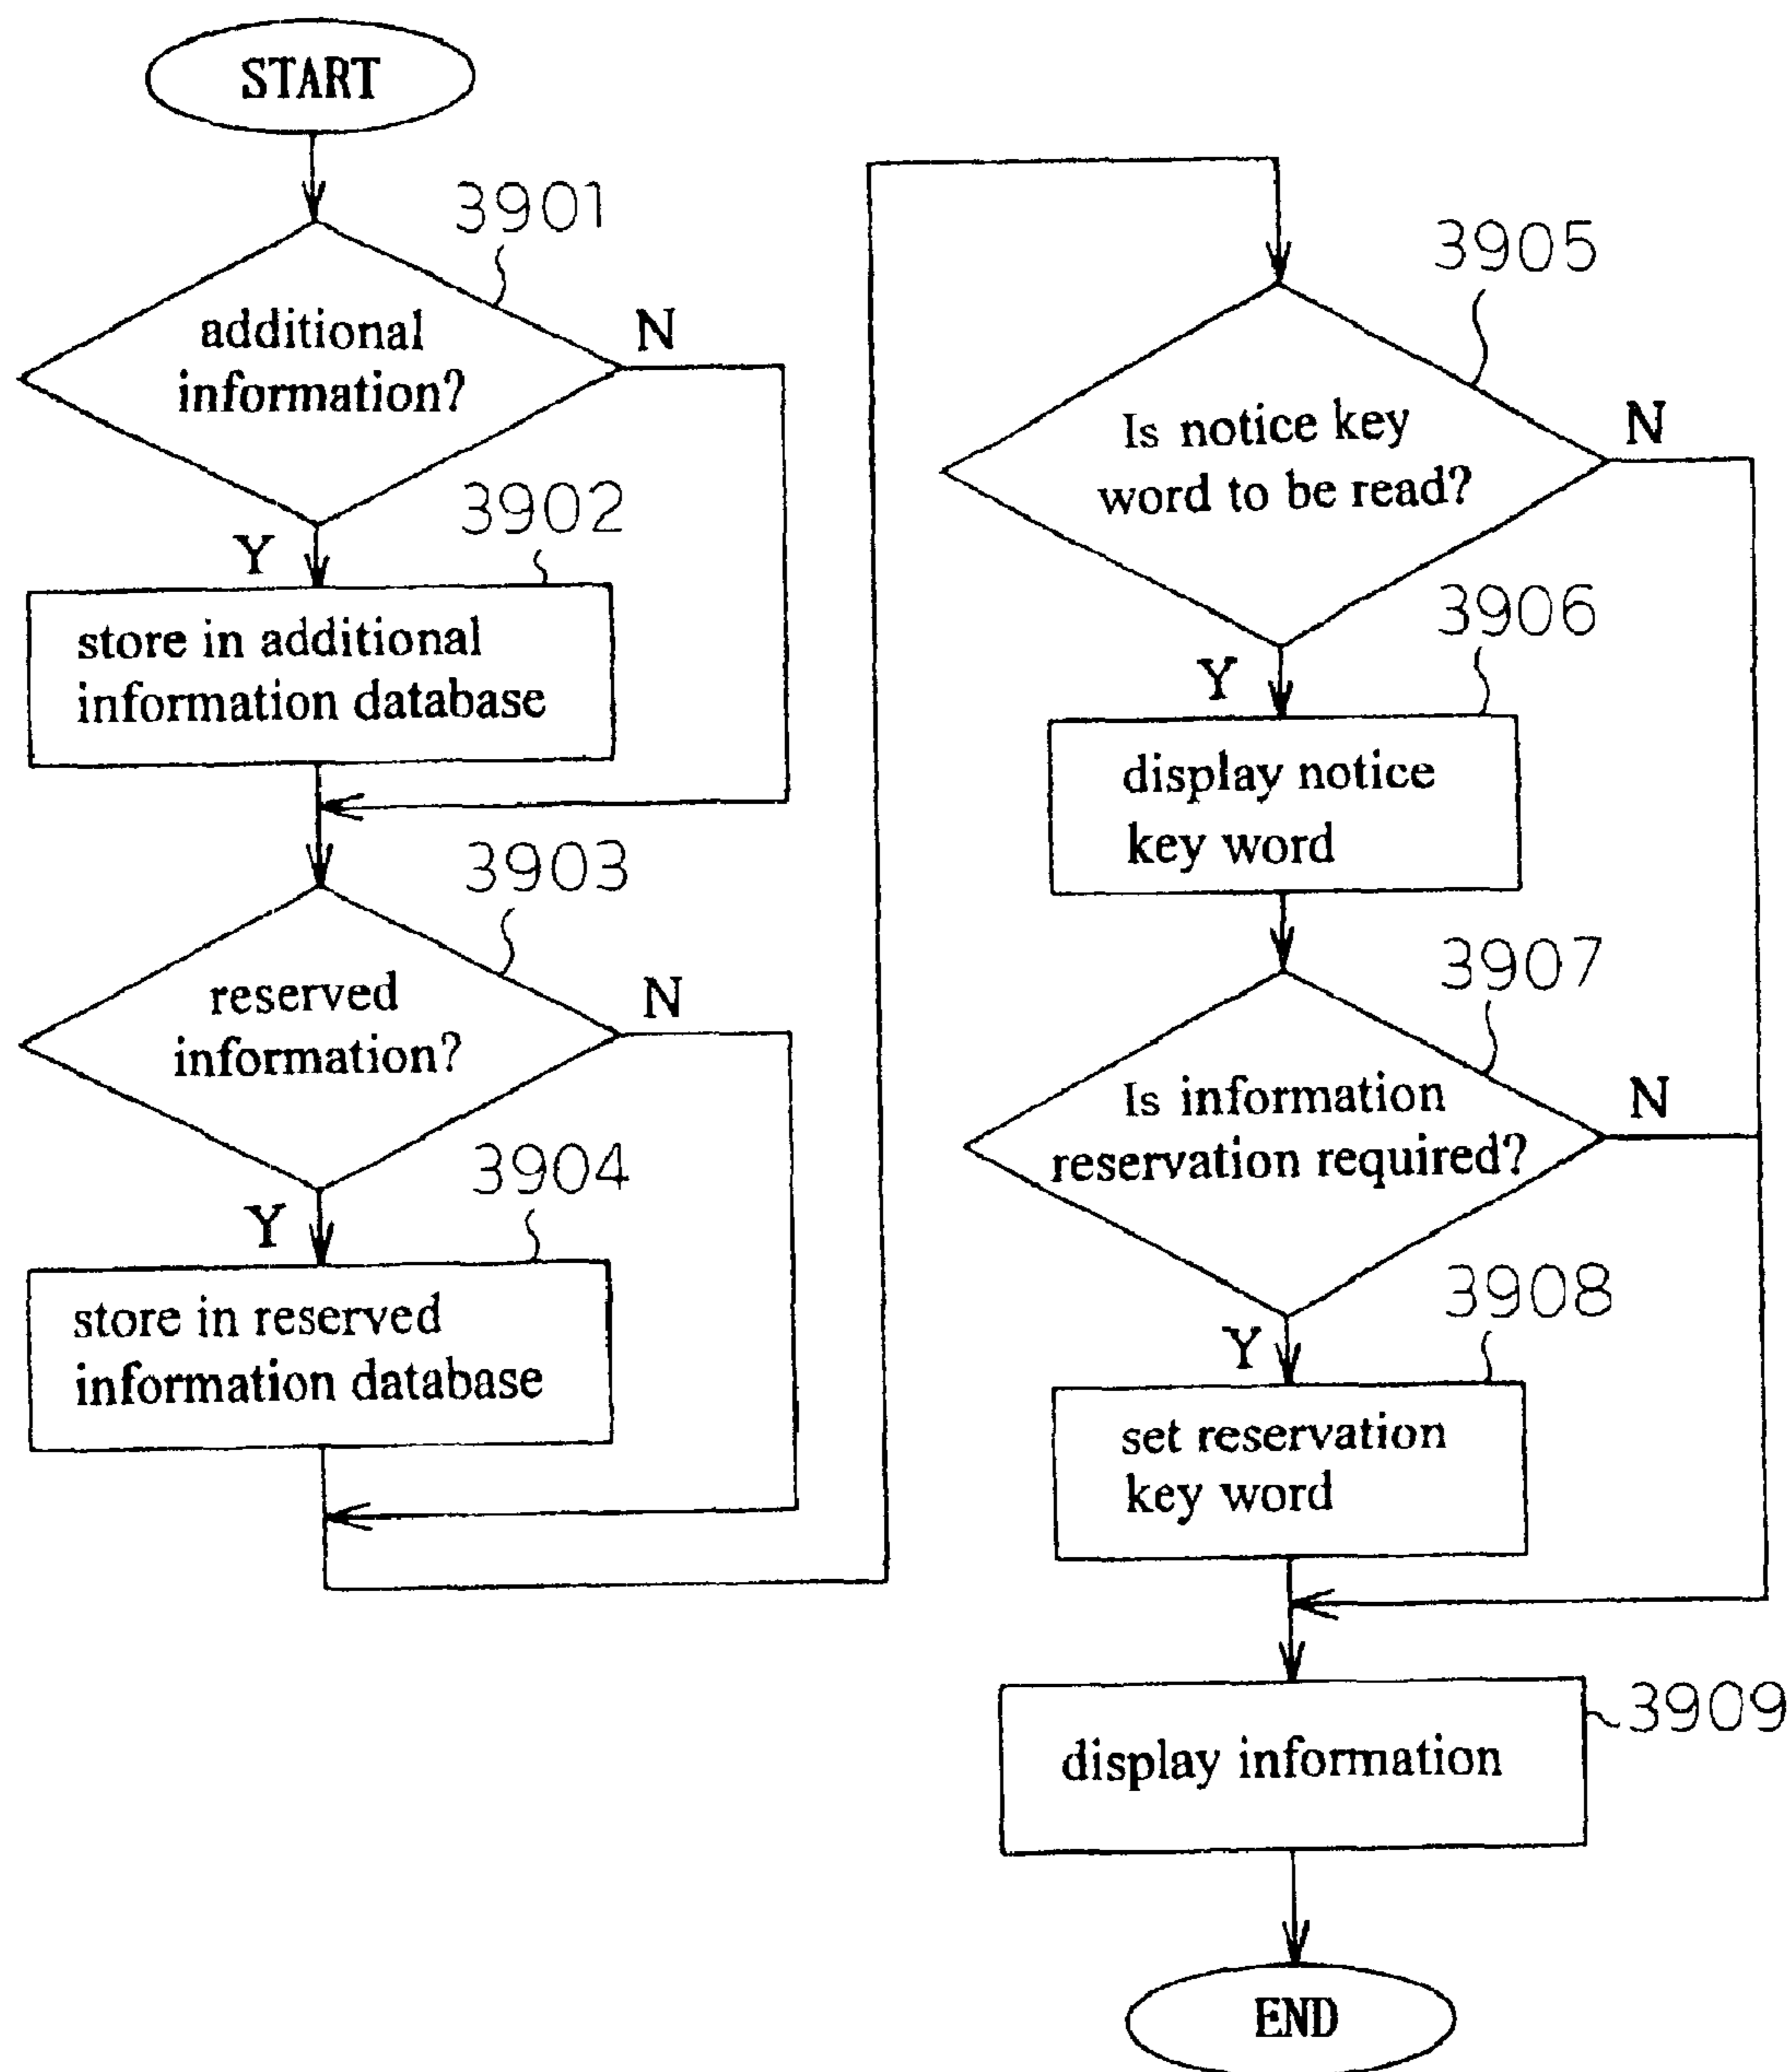 START
3901
additional
information?
N
Y
3902
store in additional
information database
3903
reserved
information?
N
Y
3904
store in reserved
information database
3905
Is notice key
word to be read?
N
Y
3906
display notice
key word
3907
Is information
reservation required?
N
Y
3908
set reservation
key word
3909
display information
END